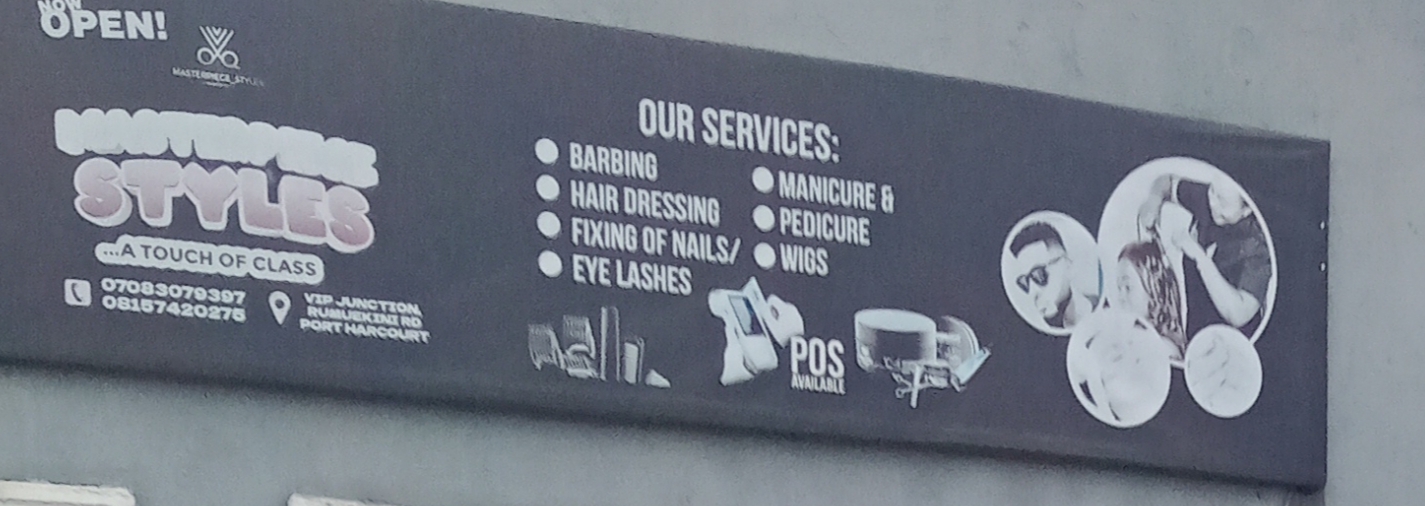 NOW
OPEN!
MASTERPIECE_STYLES
MASTERPIECE
STYLES
...A TOUCH OF CLASS
07083079397
08157420275
VIP JUNCTION,
RUMUEKINI RD
PORT HARCOURT
OUR SERVICES:
BARBING
HAIR DRESSING
FIXING OF NAILS/
EYE LASHES
MANICURE &
PEDICURE
WIGS
POS
AVAILABLE